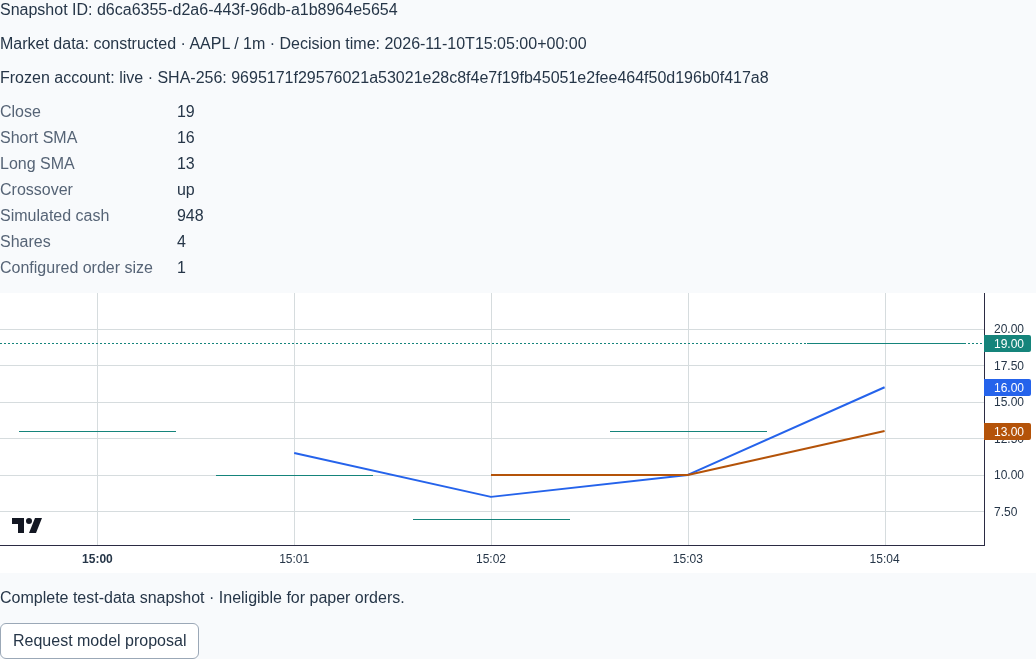 Snapshot ID: d6ca6355-d2a6-443f-96db-a1b8964e5654
Market data: constructed · AAPL / 1m · Decision time: 2026-11-10T15:05:00+00:00
Frozen account: live · SHA-256: 9695171f29576021a53021e28c8f4e7f19fb45051e2fee464f50d196b0f417a8
Close 19
Short SMA 16
Long SMA 13
Crossover up
Simulated cash 948
Shares 4
Configured order size 1
20.00
19.00
17.50
16.00
15.00
13.00
12.50
10.00
7.50
15:00 15:01 15:02 15:03 15:04
Complete test-data snapshot · Ineligible for paper orders.
Request model proposal